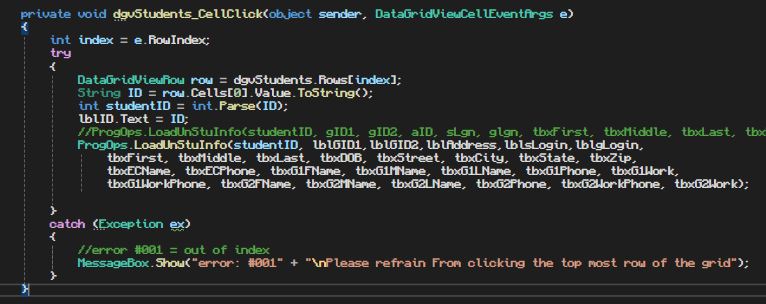 private void dgvStudents_CellClick(object sender, DataGridViewCellEventArgs e)
{
int index = e.RowIndex;
try
{
DataGridViewRow row = dgvStudents.Rows[index];
String ID = row.Cells[0].Value.ToString();
int studentID = int.Parse(ID);
lblID.Text = ID;
//ProgOps.LoadUnStuInfo(studentID, gID1, gID2, aID, sLgn, glgn, tbxFirst, tbxMiddle, tbxLast, tbx
ProgOps.LoadUnStuInfo(studentID, lblGID1,lblGID2,lblAddress,lblsLogin,lblgLogin,
tbxFirst, tbxMiddle, tbxLast, tbxDOB, tbxStreet, tbxCity, tbxState, tbxZip,
tbxECName, tbxECPhone, tbxG1FName, tbxG1MName, tbxG1LName, tbxG1Phone, tbxG1Work,
tbxG1WorkPhone, tbxG2FName, tbxG2MName, tbxG2LName, tbxG2Phone, tbxG2WorkPhone, tbxG2Work);
}
catch (Exception ex)
{
//error #001 = out of index
MessageBox.Show("error: #001" + "\nPlease refrain From clicking the top most row of the grid");
}
}